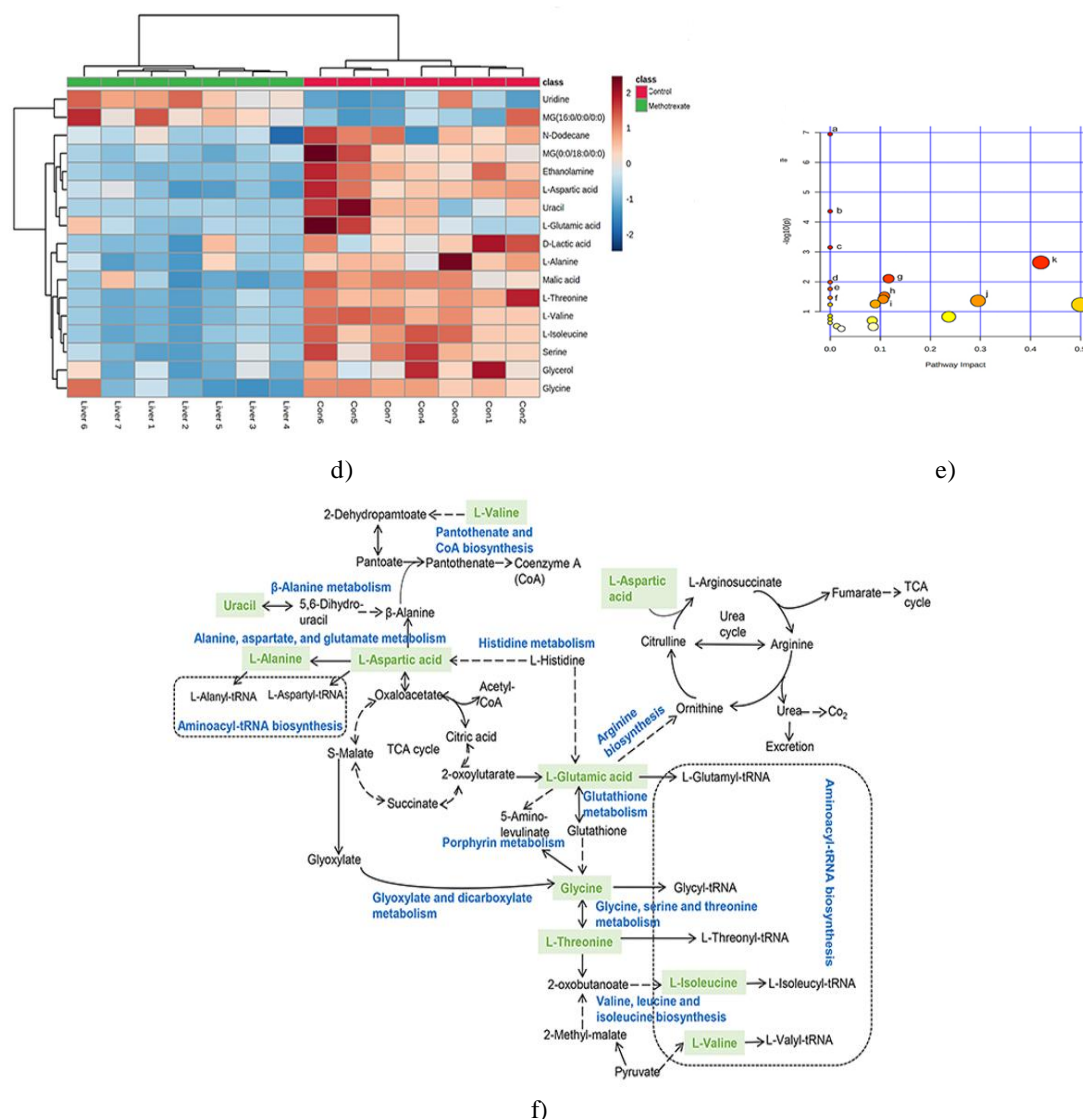 class
class
Control
Methotrexate
2
1
0
-1
-2
Uridine
MG(16:0/0:0/0:0)
N-Dodecane
MG(0:0/18:0/0:0)
Ethanolamine
L-Aspartic acid
Uracil
L-Glutamic acid
D-Lactic acid
L-Alanine
Malic acid
L-Threonine
L-Valine
L-Isoleucine
Serine
Glycerol
Glycine
Liver 6
Liver 7
Liver 1
Liver 2
Liver 5
Liver 3
Liver 4
Con6
Con5
Con7
Con4
Con3
Con1
Con2
d)
-log10(p)
7
6
5
4
3
2
1
a
b
c
d
e
f
g
h
i
j
k
0.0
0.1
0.2
0.3
0.4
0.5
Pathway Impact
e)
2-Dehydropamtoate
L-Valine
Pantothenate and
CoA biosynthesis
Pantoate
Pantothenate
Coenzyme A
(CoA)
β-Alanine metabolism
Uracil
5,6-Dihydro-
uracil
β-Alanine
Alanine, aspartate, and glutamate metabolism
L-Alanine
L-Aspartic acid
Histidine metabolism
L-Histidine
L-Alanyl-tRNA
L-Aspartyl-tRNA
Aminoacyl-tRNA biosynthesis
Oxaloacetate
Acetyl-
CoA
Citric acid
S-Malate
TCA cycle
2-oxoylutarate
Succinate
Glyoxylate
Glyoxylate and dicarboxylate
metabolism
L-Aspartic
acid
L-Arginosuccinate
Fumarate
TCA
cycle
Urea
cycle
Citrulline
Arginine
Ornithine
Urea
Co2
Excretion
Arginine
biosynthesis
L-Glutamic acid
L-Glutamyl-tRNA
Glutathione
metabolism
5-Amino-
levulinate
Glutathione
Porphyrin metabolism
Glycine
Glycyl-tRNA
Glycine, serine and threonine
metabolism
L-Threonine
L-Threonyl-tRNA
2-oxobutanoate
L-Isoleucine
L-Isoleucyl-tRNA
Valine, leucine and
isoleucine biosynthesis
2-Methyl-malate
L-Valine
L-Valyl-tRNA
Pyruvate
Aminoacyl-tRNA biosynthesis
f)